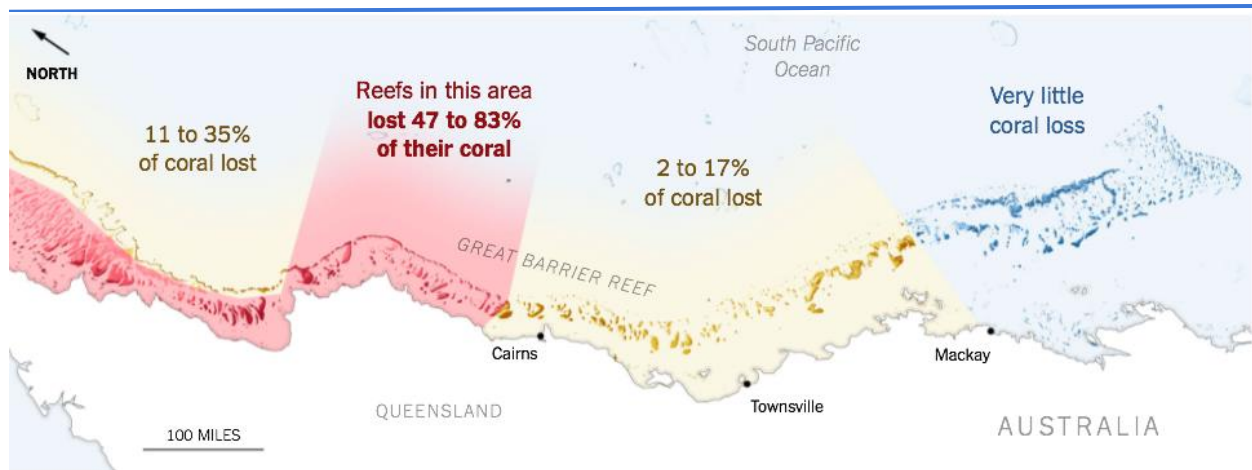 NORTH
11 to 35%
of coral lost
Reefs in this area
lost 47 to 83%
of their coral
South Pacific
Ocean
2 to 17%
of coral lost
Very little
coral loss
GREAT BARRIER REEF
Cairns
Townsville
Mackay
QUEENSLAND
AUSTRALIA
100 MILES